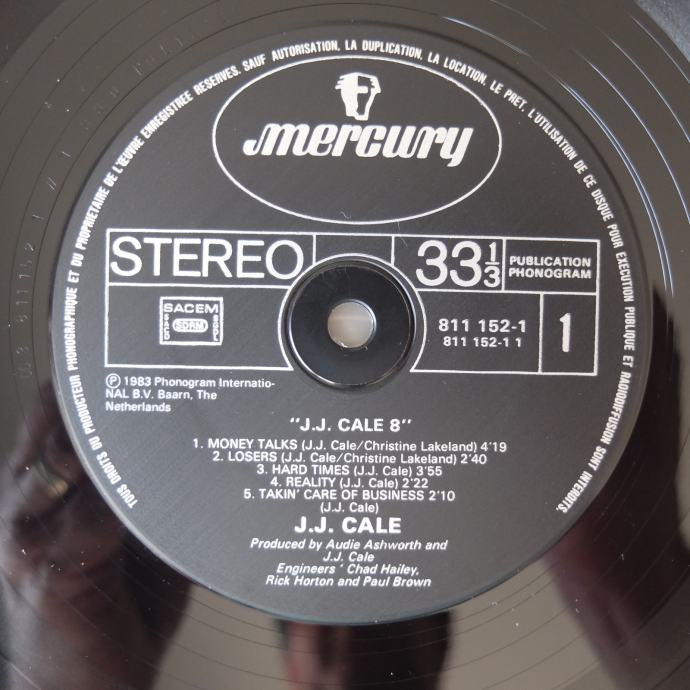 TOUS DROITS DU PRODUCTEUR PHONOGRAPHIQUE ET DU PROPRIETAIRE DE L'ŒUVRE ENREGISTREE RESERVES. SAUF AUTORISATION, LA DUPLICATION, LA LOCATION, LE PRET, L'UTILISATION DE CE DISQUE POUR EXECUTION PUBLIQUE ET RADIODIFFUSION SONT INTERDITS.
mercury
STEREO
33 1/3
PUBLICATION
PHONOGRAM
SACEM
SACD
SDRM
SGDL
811 152-1
811 152-1 1
1
Ⓟ 1983 Phonogram Internatio-
NAL B.V. Baarn, The
Netherlands
"J.J. CALE 8"
1. MONEY TALKS (J.J. Cale/Christine Lakeland) 4'19
2. LOSERS (J.J. Cale/Christine Lakeland) 2'40
3. HARD TIMES (J.J. Cale) 3'55
4. REALITY (J.J. Cale) 2'22
5. TAKIN' CARE OF BUSINESS 2'10
(J.J. Cale)
J.J. CALE
Produced by Audie Ashworth and
J.J. Cale
Engineers ' Chad Hailey,
Rick Horton and Paul Brown